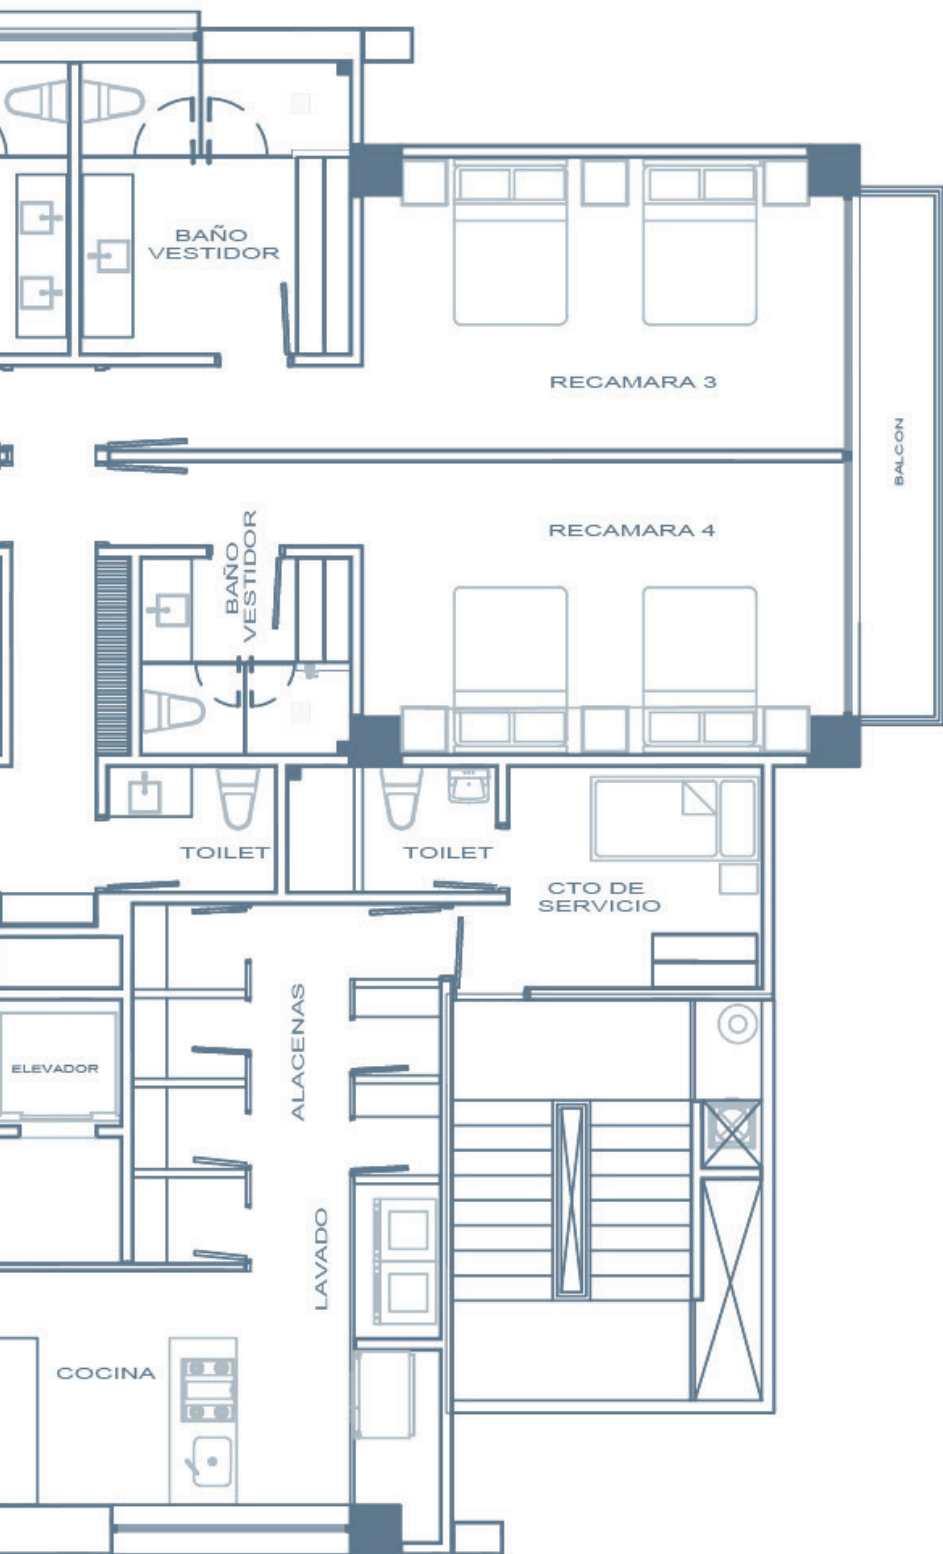 BAÑO
VESTIDOR
RECAMARA 3
BALCON
RECAMARA 4
BAÑO
VESTIDOR
TOILET
TOILET
CTO DE
SERVICIO
ALACENAS
ELEVADOR
LAVADO
COCINA